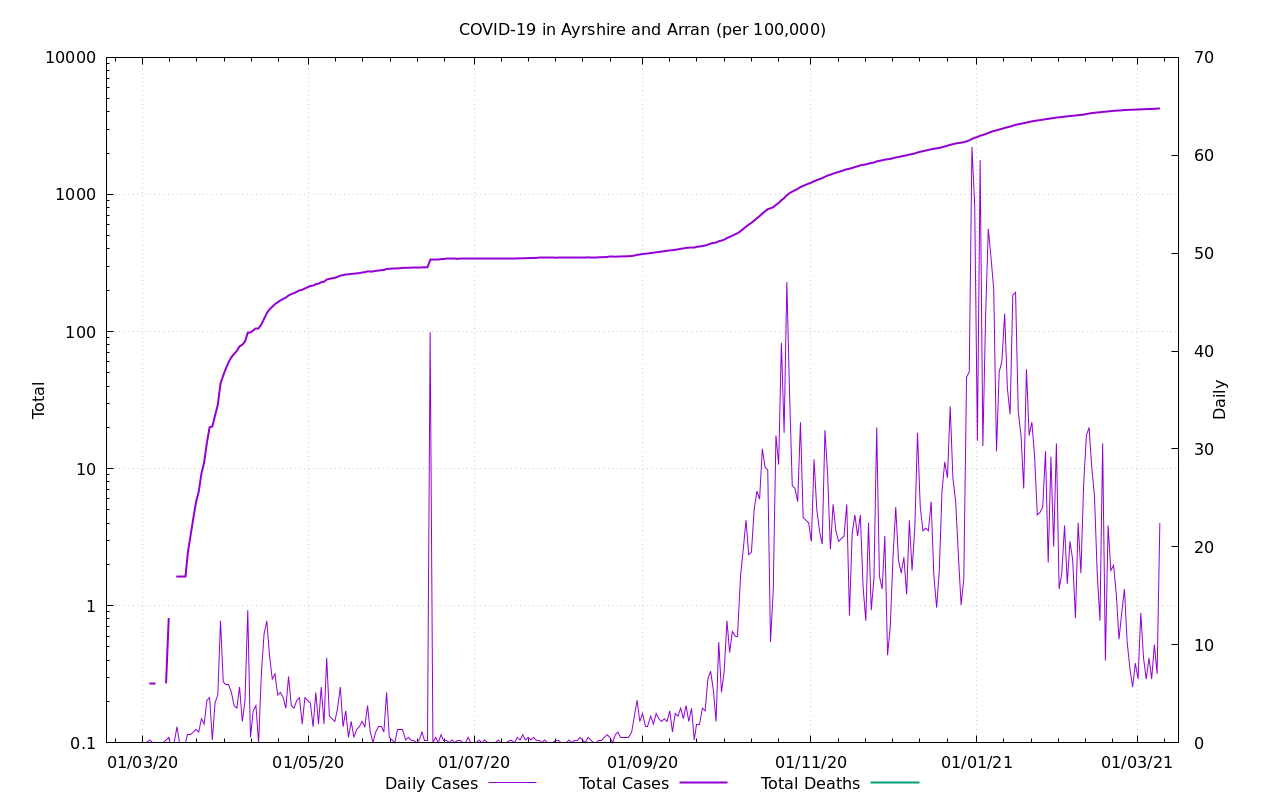 COVID-19 in Ayrshire and Arran (per 100,000)
10000
1000
100
10
1
0.1
Total
70
60
50
40
30
20
10
0
Daily
01/03/20 01/05/20 01/07/20 01/09/20 01/11/20 01/01/21 01/03/21
Daily Cases Total Cases Total Deaths